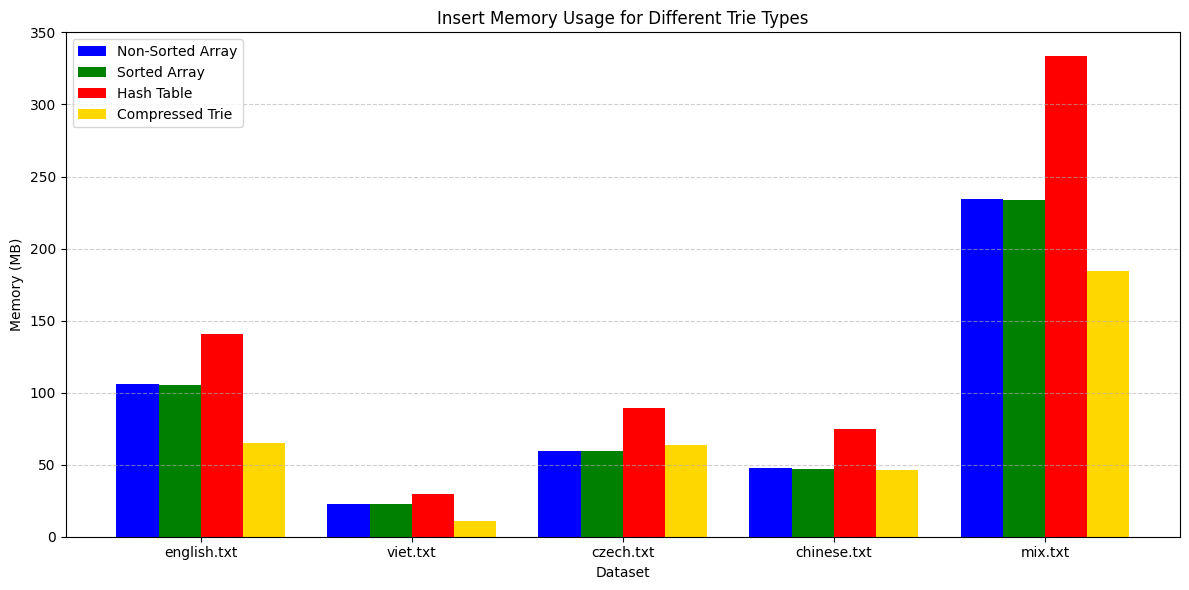 Insert Memory Usage for Different Trie Types
350
300
250
200
150
100
50
0
Memory (MB)
Non-Sorted Array
Sorted Array
Hash Table
Compressed Trie
english.txt
viet.txt
czech.txt
chinese.txt
mix.txt
Dataset